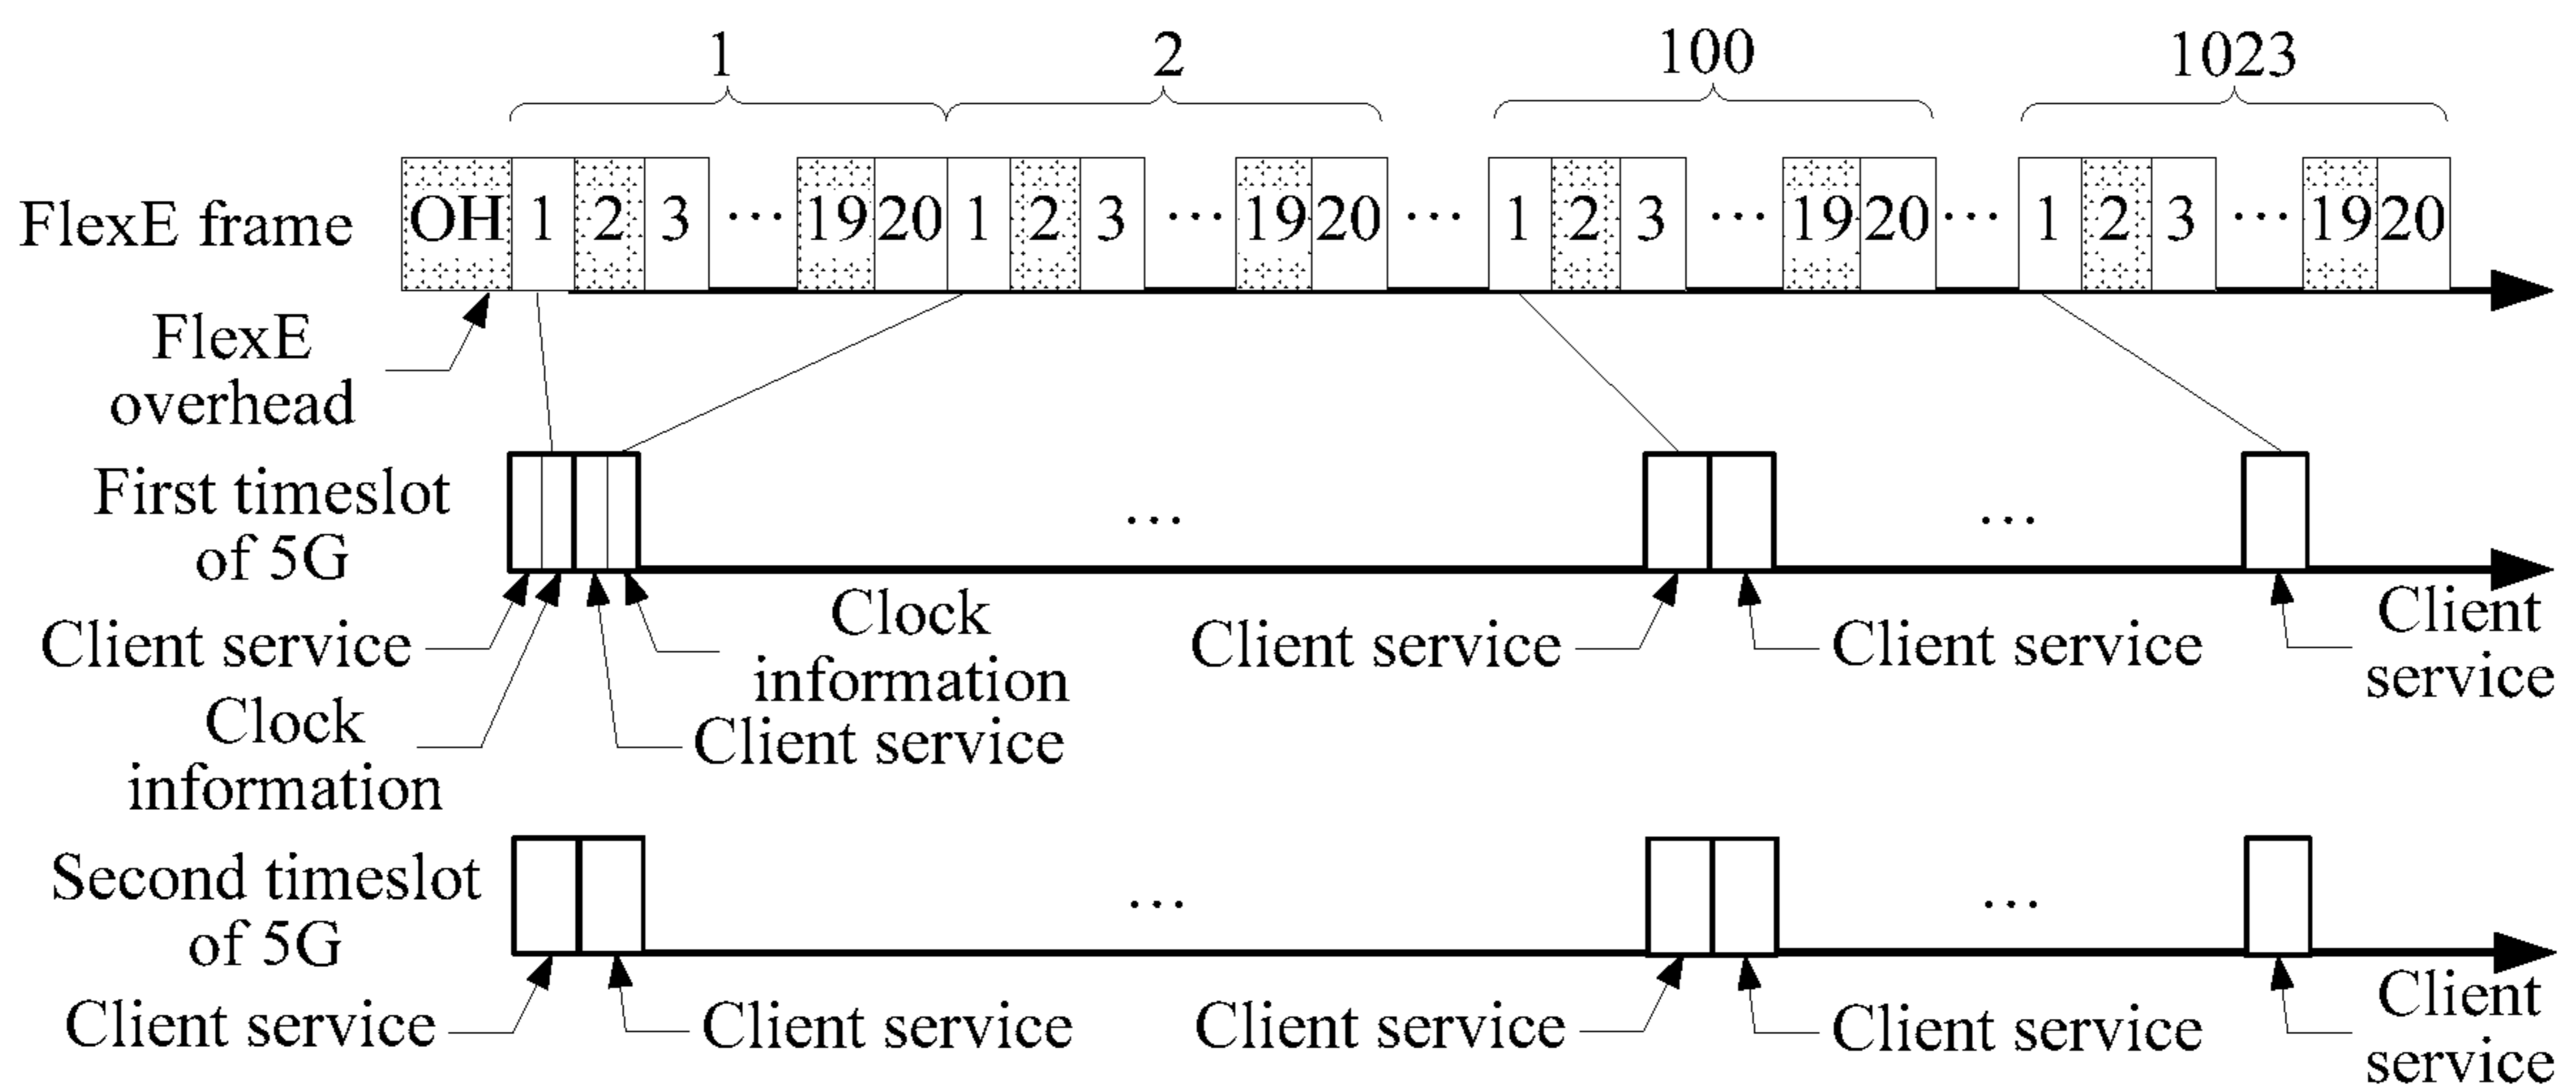 1 2 100 1023
FlexE frame OH 1 2 3 ... 19 20 1 2 3 ... 19 20 ... 1 2 3 ... 19 20 ... 1 2 3 ... 19 20
FlexE
overhead
First timeslot
of 5G
... ...
Client service
Clock
information
Client service
Clock
information
Client service
Client service
Client
service
Second timeslot
of 5G
... ...
Client service
Client service
Client service
Client service
Client
service